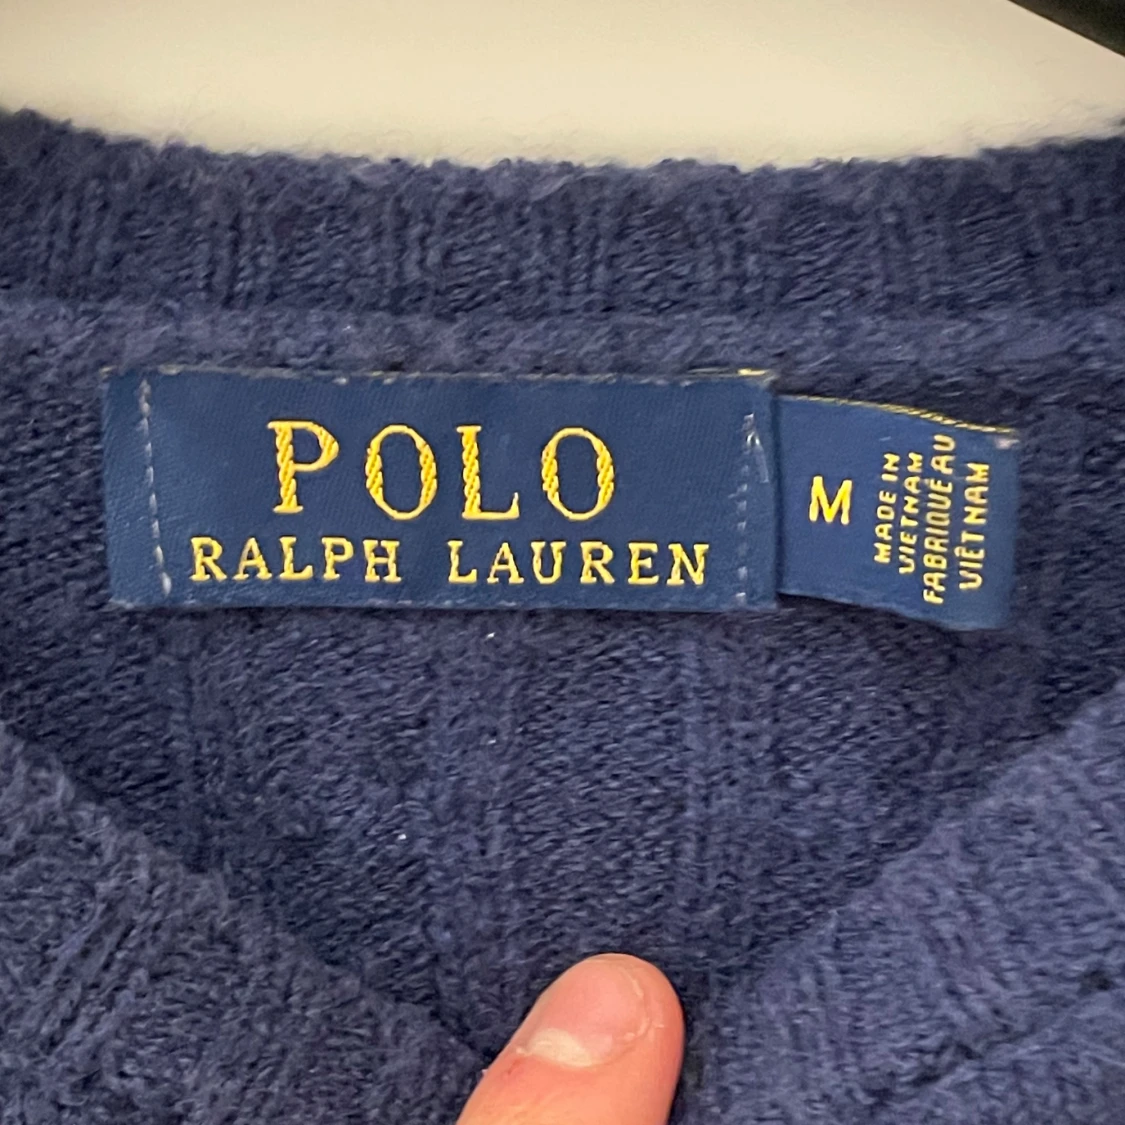 POLO
RALPH LAUREN
M
MADE IN
VIETNAM
FABRIQUÉ AU
VIÊTNAM